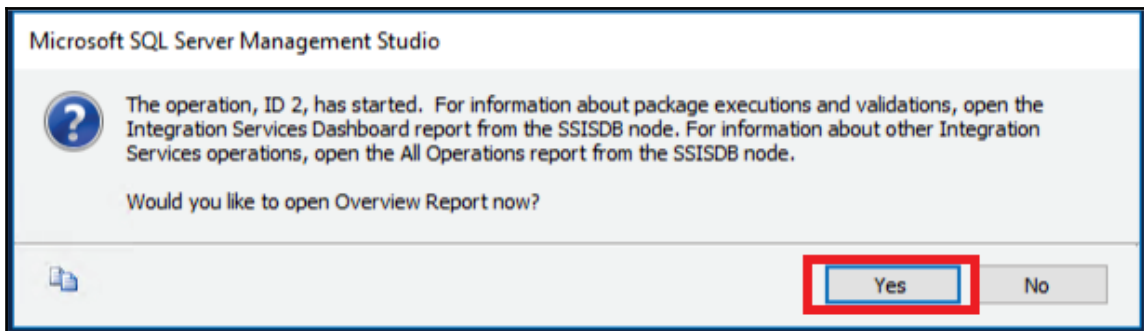 Microsoft SQL Server Management Studio
The operation, ID 2, has started. For information about package executions and validations, open the
Integration Services Dashboard report from the SSISDB node. For information about other Integration
Services operations, open the All Operations report from the SSISDB node.
Would you like to open Overview Report now?
Yes No